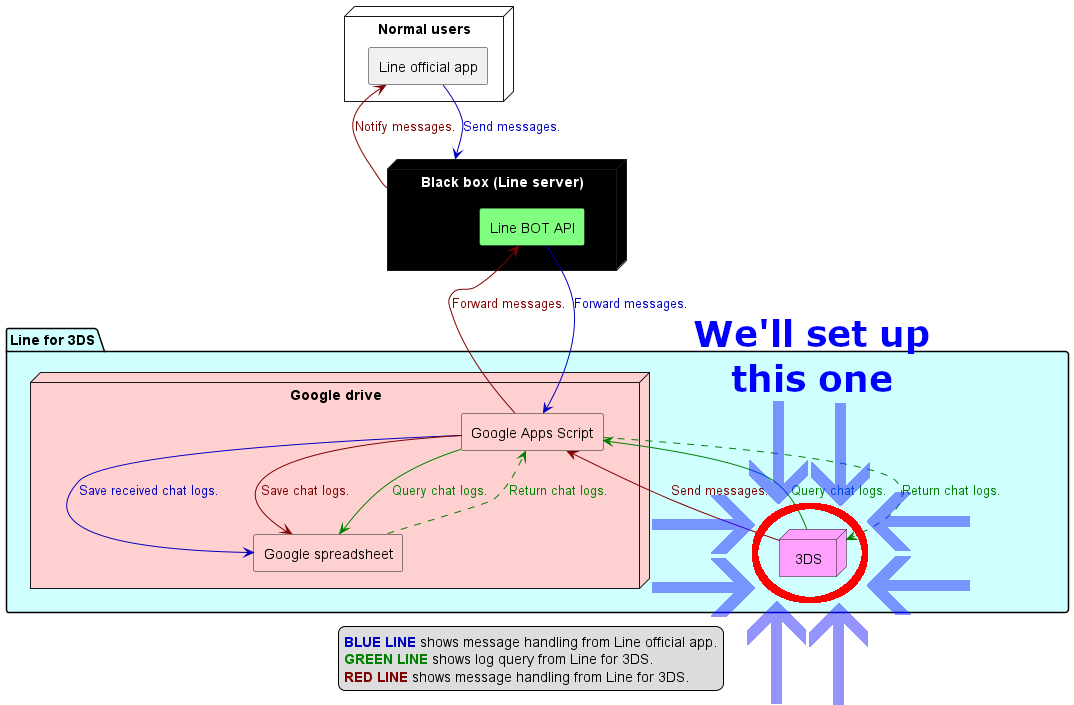 Normal users
Line official app
Notify messages.
Send messages.
Black box (Line server)
Line BOT API
Forward messages.
Forward messages.
We'll set up
this one
Line for 3DS
Google drive
Google Apps Script
Save received chat logs.
Save chat logs.
Query chat logs.
Return chat logs.
Send messages.
Query chat logs.
Return chat logs.
Google spreadsheet
3DS
BLUE LINE shows message handling from Line official app.
GREEN LINE shows log query from Line for 3DS.
RED LINE shows message handling from Line for 3DS.